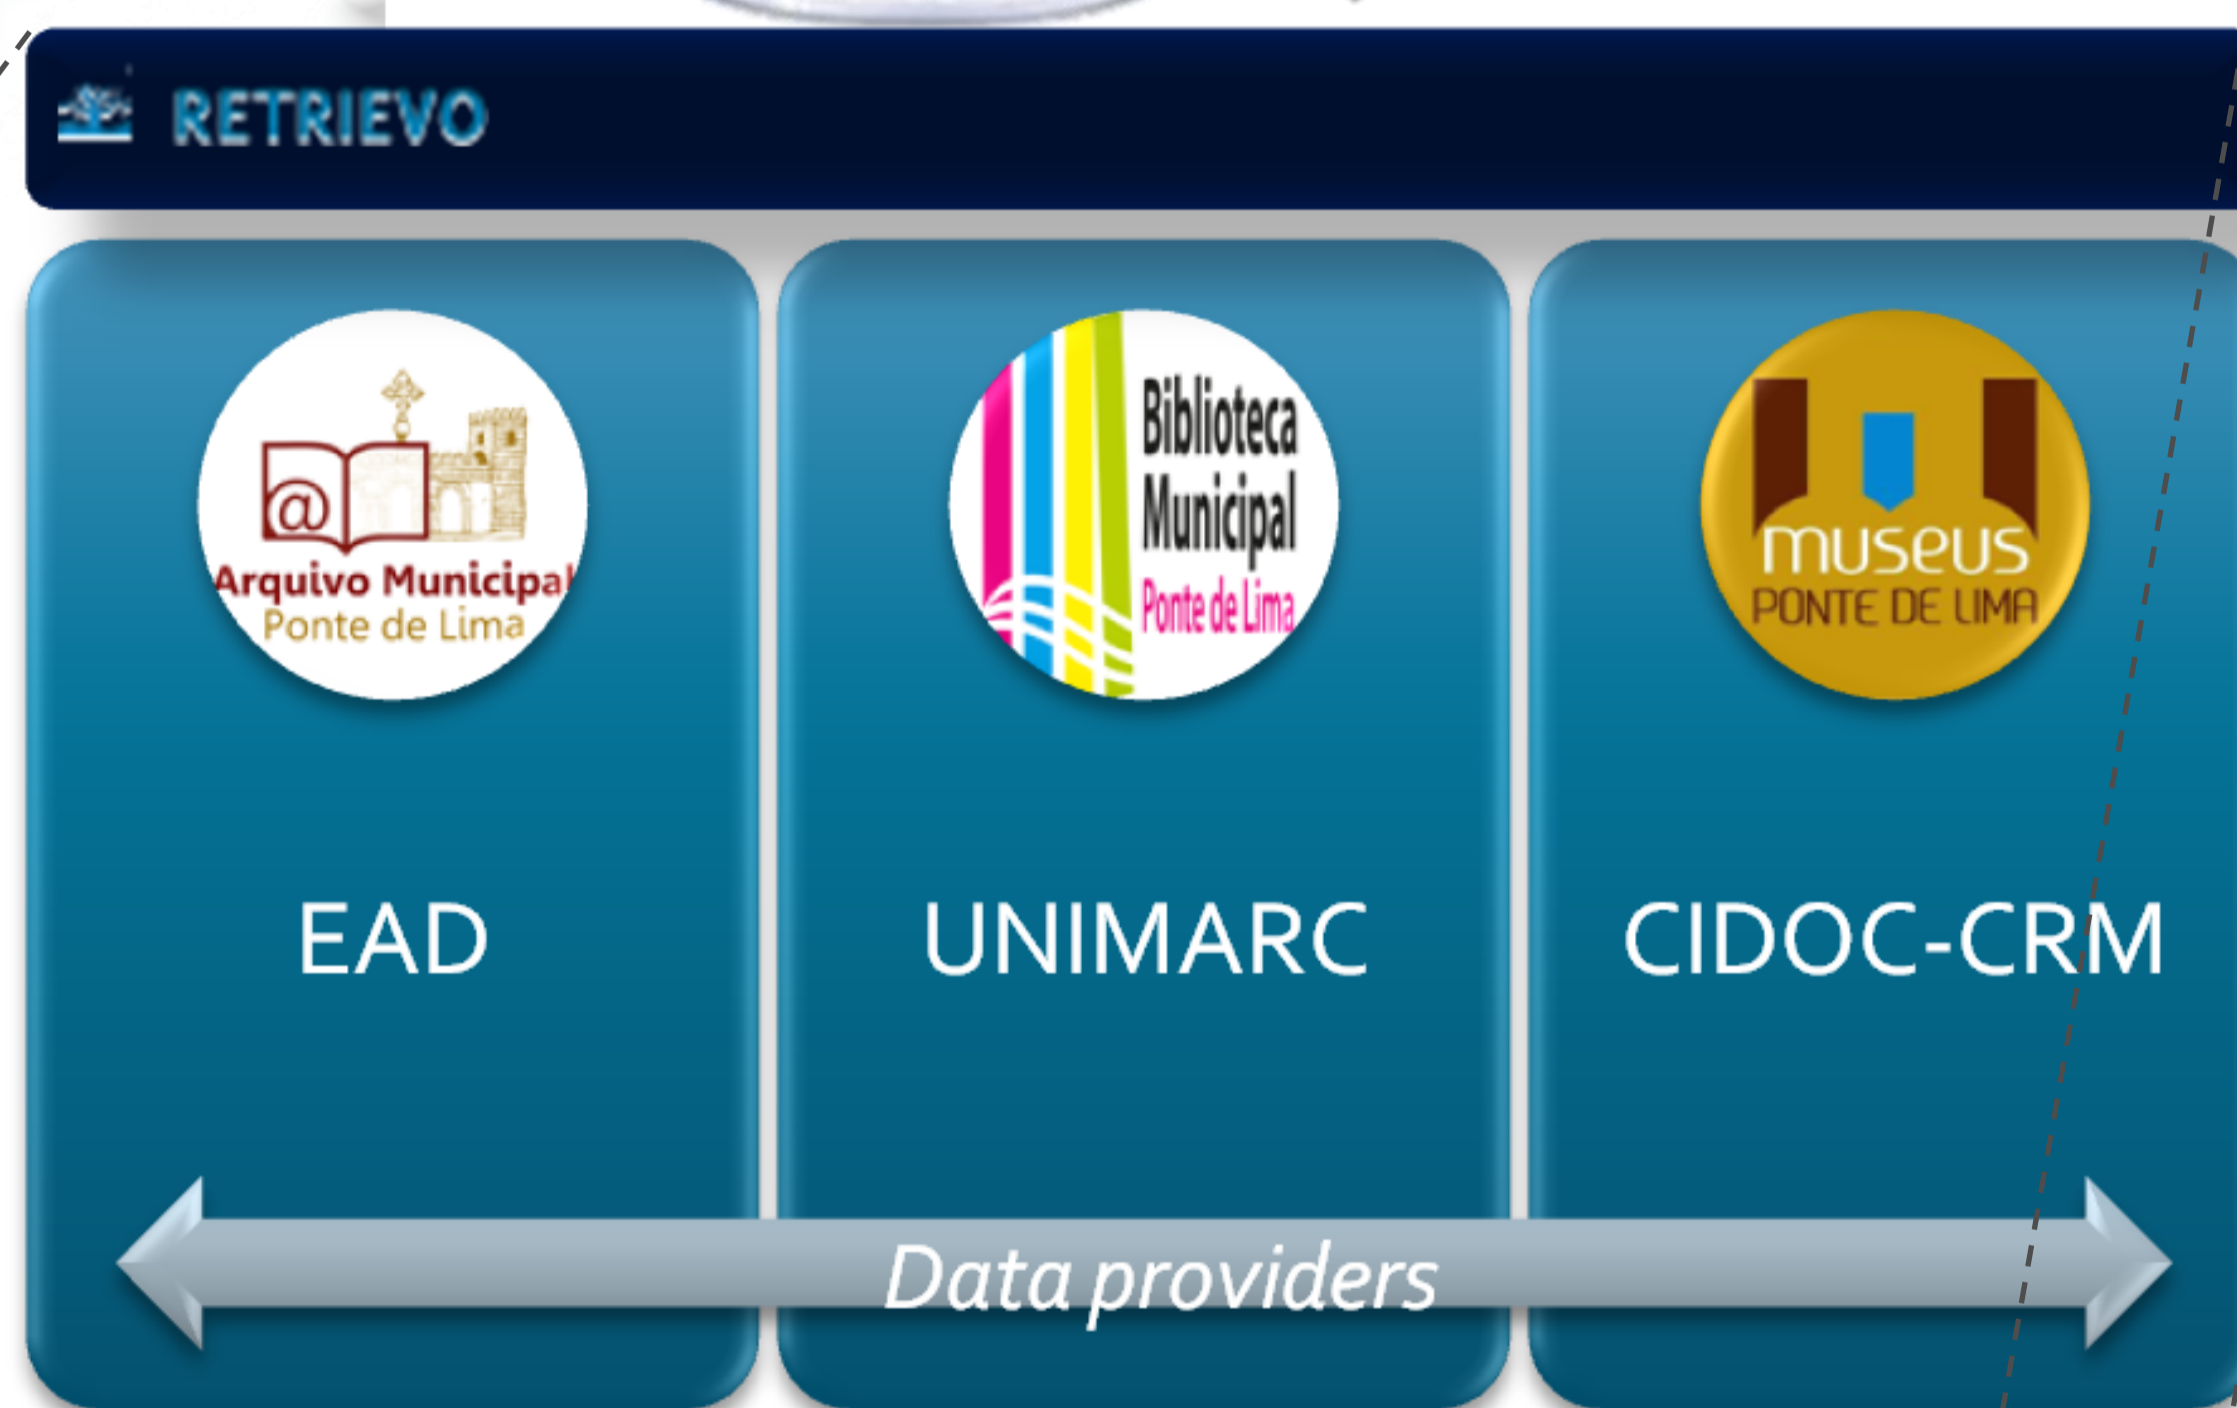 RETRIEVO
@
Arquivo Municipal
Ponte de Lima
Biblioteca
Municipal
Ponte de Lima
museus
PONTE DE LIMA
EAD
UNIMARC
CIDOC-CRM
Data providers